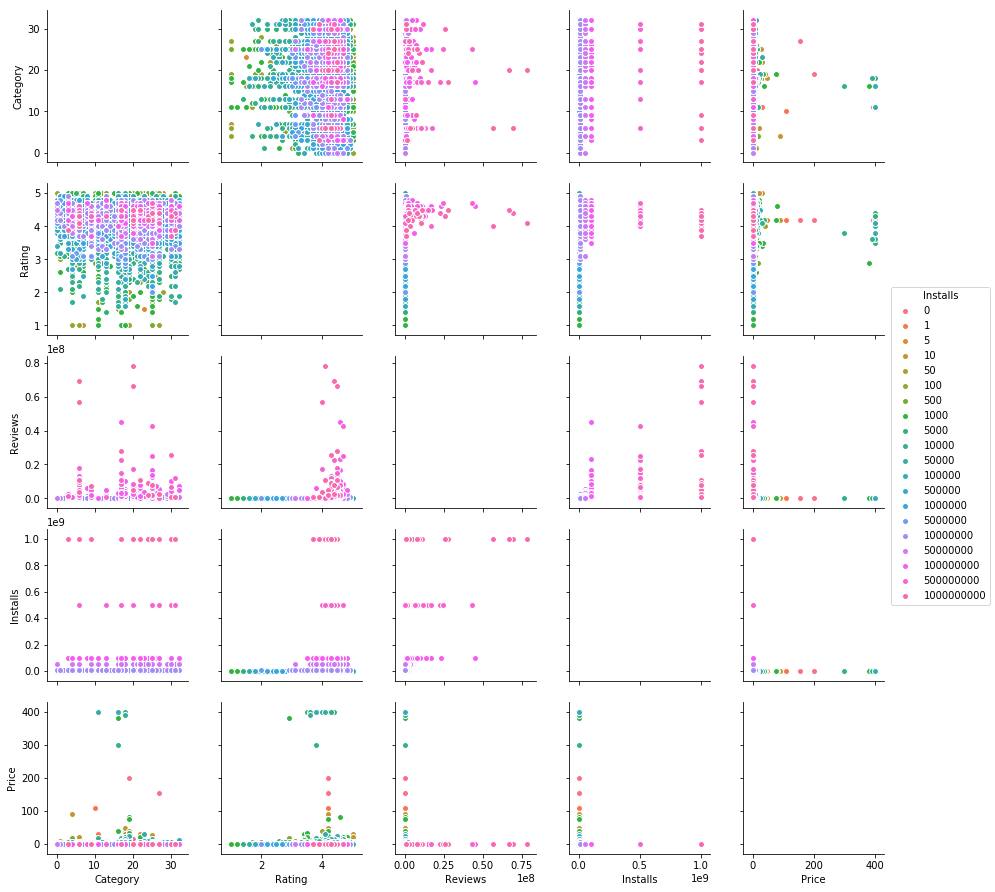 30
20
10
0
Category
5
4
3
2
1
Rating
1e8
0.8
0.6
0.4
0.2
0.0
Reviews
1e9
1.0
0.8
0.6
0.4
0.2
0.0
Installs
400
300
200
100
0
Price
0 10 20 30
Category
2 4
Rating
0.00 0.25 0.50 0.75
1e8
Reviews
0.0 0.5 1.0
1e9
Installs
0 200 400
Price
Installs
0
1
5
10
50
100
500
1000
5000
10000
50000
100000
500000
1000000
5000000
10000000
50000000
100000000
500000000
1000000000